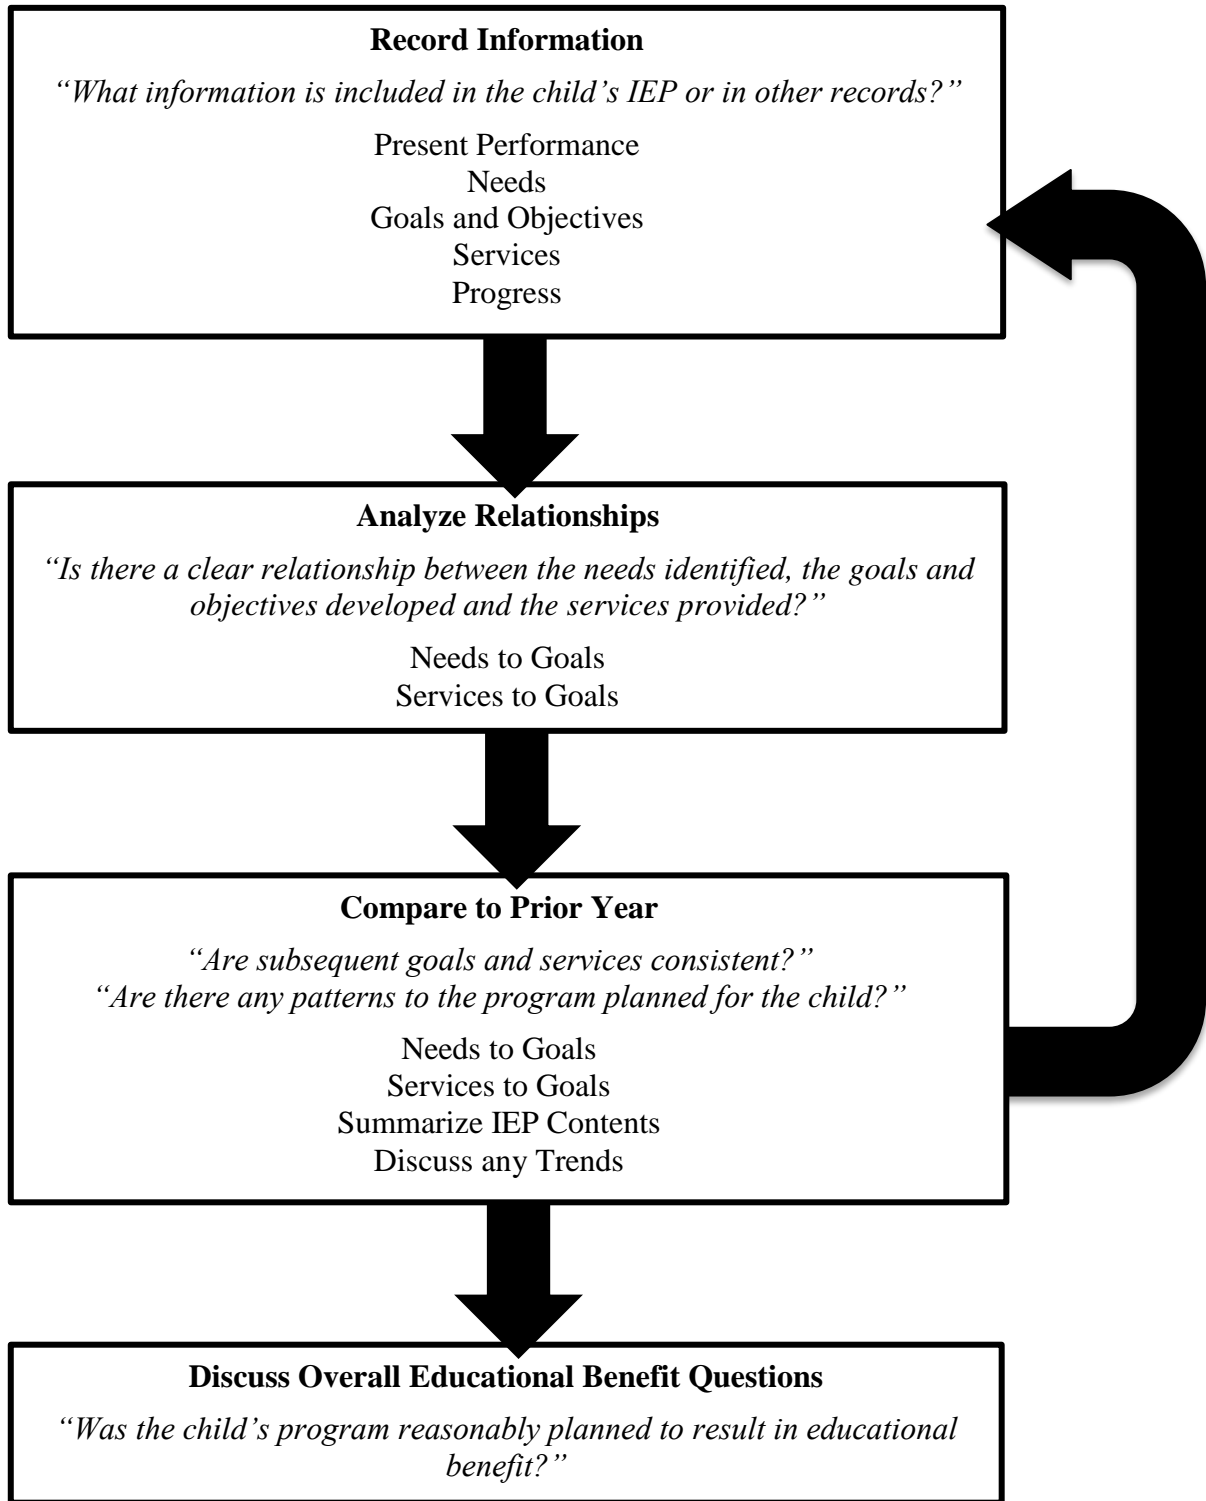 Record Information
“What information is included in the child’s IEP or in other records?”
Present Performance
Needs
Goals and Objectives
Services
Progress
Analyze Relationships
“Is there a clear relationship between the needs identified, the goals and
objectives developed and the services provided?”
Needs to Goals
Services to Goals
Compare to Prior Year
“Are subsequent goals and services consistent?”
“Are there any patterns to the program planned for the child?”
Needs to Goals
Services to Goals
Summarize IEP Contents
Discuss any Trends
Discuss Overall Educational Benefit Questions
“Was the child’s program reasonably planned to result in educational
benefit?”